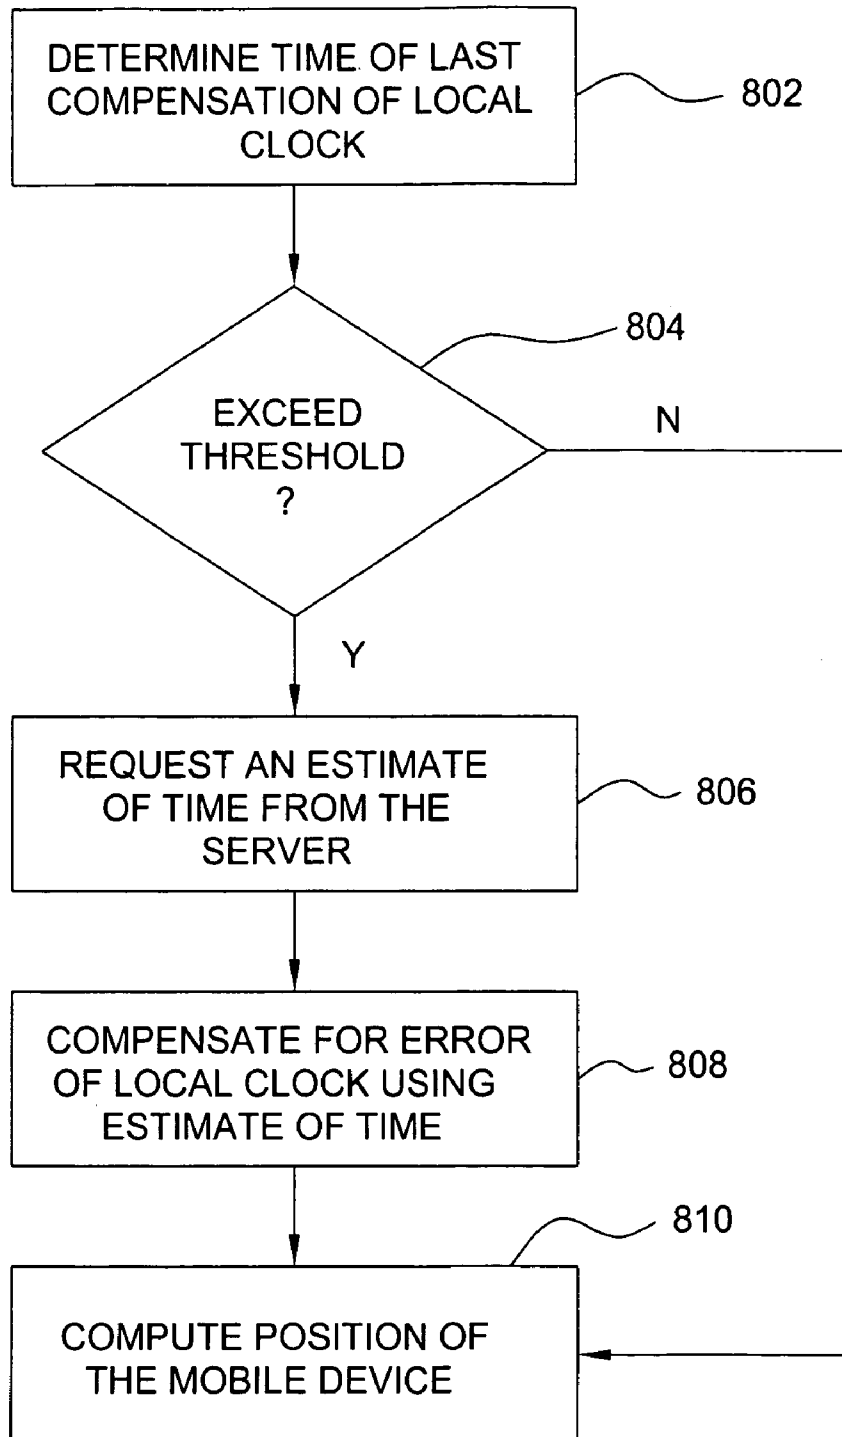 DETERMINE TIME OF LAST
COMPENSATION OF LOCAL
CLOCK
802
804
EXCEED
THRESHOLD
?
N
Y
REQUEST AN ESTIMATE
OF TIME FROM THE
SERVER
806
COMPENSATE FOR ERROR
OF LOCAL CLOCK USING
ESTIMATE OF TIME
808
810
COMPUTE POSITION OF
THE MOBILE DEVICE